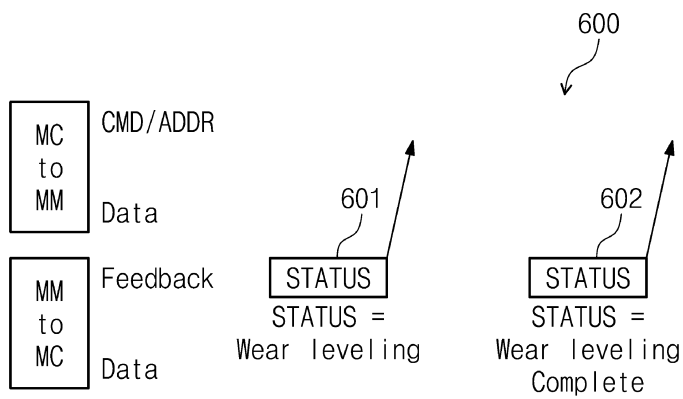 600
MC
to
MM
CMD/ADDR
Data
MM
to
MC
Feedback
Data
601
STATUS
STATUS =
Wear leveling
602
STATUS
STATUS =
Wear leveling
Complete